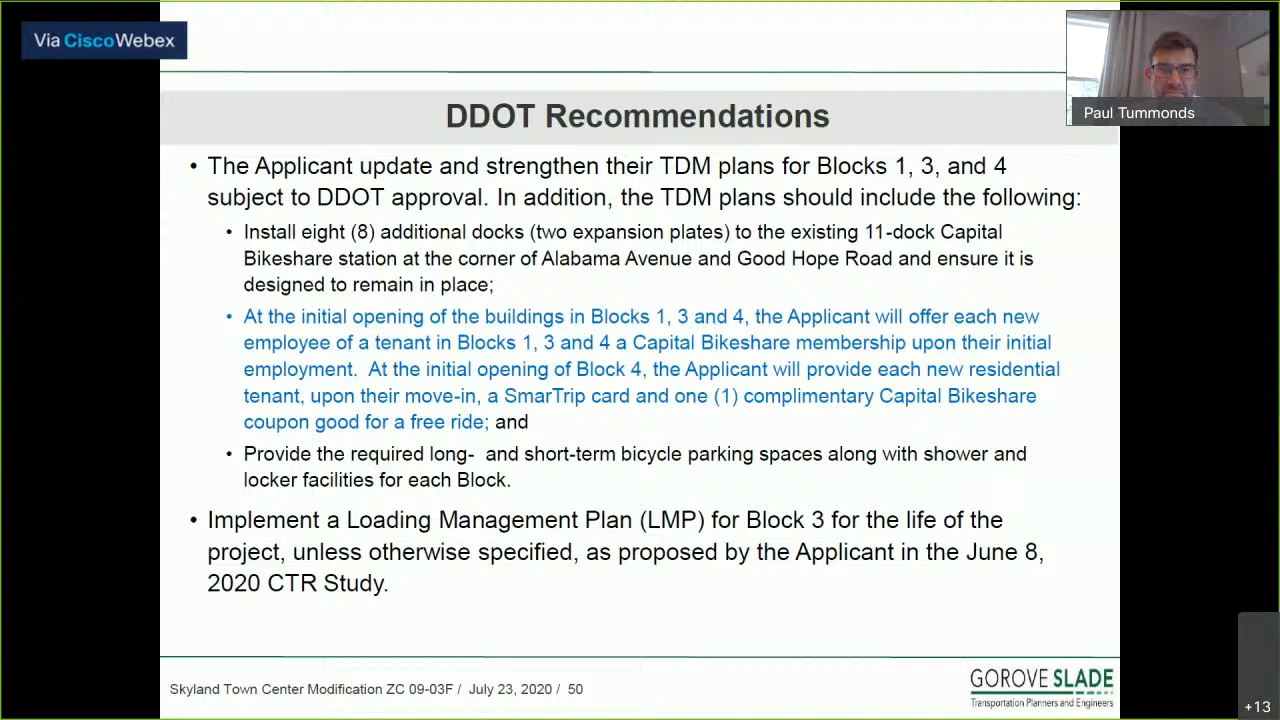 Via CiscoWebex
Paul Tummonds
DDOT Recommendations
• The Applicant update and strengthen their TDM plans for Blocks 1, 3, and 4
subject to DDOT approval. In addition, the TDM plans should include the following:
• Install eight (8) additional docks (two expansion plates) to the existing 11-dock Capital
Bikeshare station at the corner of Alabama Avenue and Good Hope Road and ensure it is
designed to remain in place;
• At the initial opening of the buildings in Blocks 1, 3 and 4, the Applicant will offer each new
employee of a tenant in Blocks 1, 3 and 4 a Capital Bikeshare membership upon their initial
employment.  At the initial opening of Block 4, the Applicant will provide each new residential
tenant, upon their move-in, a SmarTrip card and one (1) complimentary Capital Bikeshare
coupon good for a free ride; and
• Provide the required long-  and short-term bicycle parking spaces along with shower and
locker facilities for each Block.
• Implement a Loading Management Plan (LMP) for Block 3 for the life of the
project, unless otherwise specified, as proposed by the Applicant in the June 8,
2020 CTR Study.
Skyland Town Center Modification ZC 09-03F / July 23, 2020 / 50
GOROVE SLADE
Transportation Planners and Engineers
+13